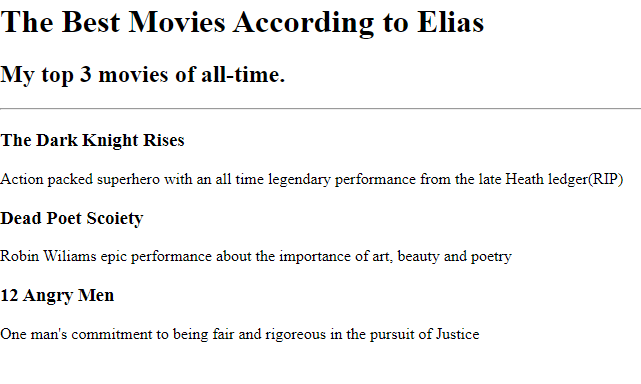 The Best Movies According to Elias
My top 3 movies of all-time.
The Dark Knight Rises
Action packed superhero with an all time legendary performance from the late Heath ledger(RIP)
Dead Poet Scoiety
Robin Wiliams epic performance about the importance of art, beauty and poetry
12 Angry Men
One man's commitment to being fair and rigoreous in the pursuit of Justice